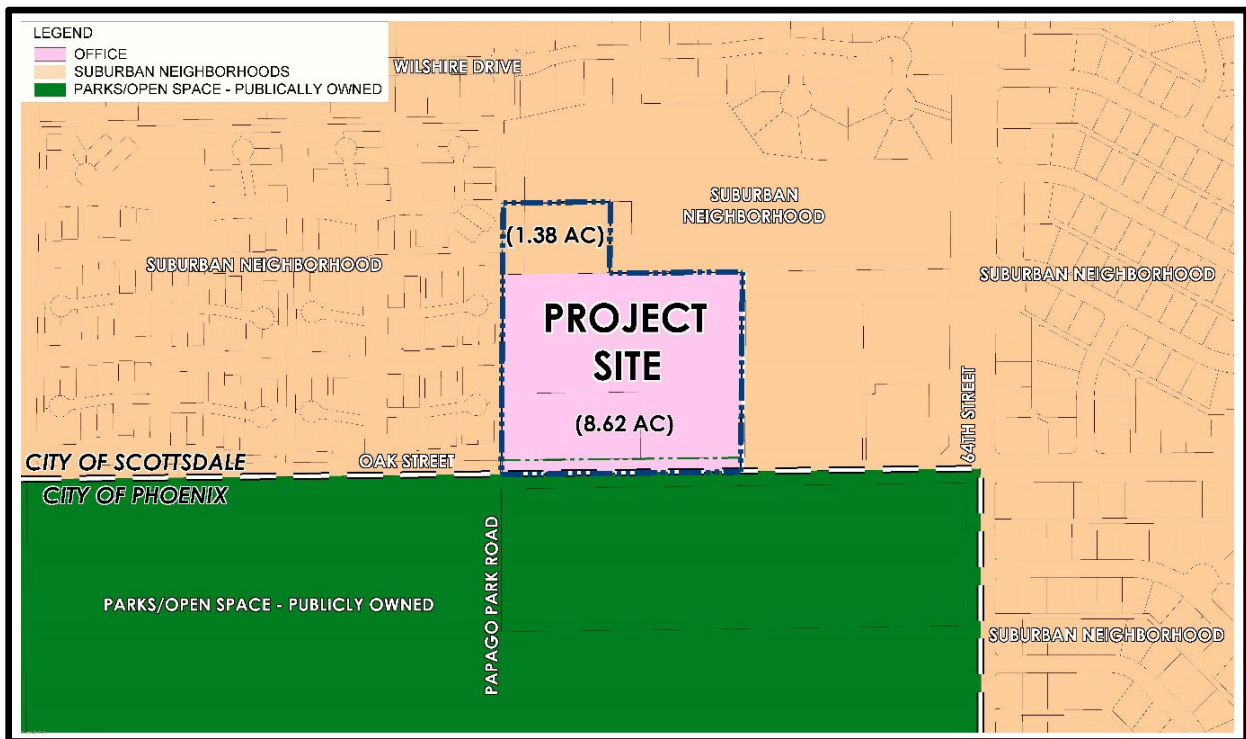 LEGEND
OFFICE
SUBURBAN NEIGHBORHOODS
PARKS/OPEN SPACE - PUBLICALLY OWNED
WILSHIRE DRIVE
SUBURBAN
NEIGHBORHOOD
(1.38 AC)
SUBURBAN NEIGHBORHOOD
SUBURBAN NEIGHBORHOOD
PROJECT
SITE
(8.62 AC)
64TH STREET
OAK STREET
CITY OF SCOTTSDALE
CITY OF PHOENIX
PAPAGO PARK ROAD
PARKS/OPEN SPACE - PUBLICLY OWNED
SUBURBAN NEIGHBORHOOD